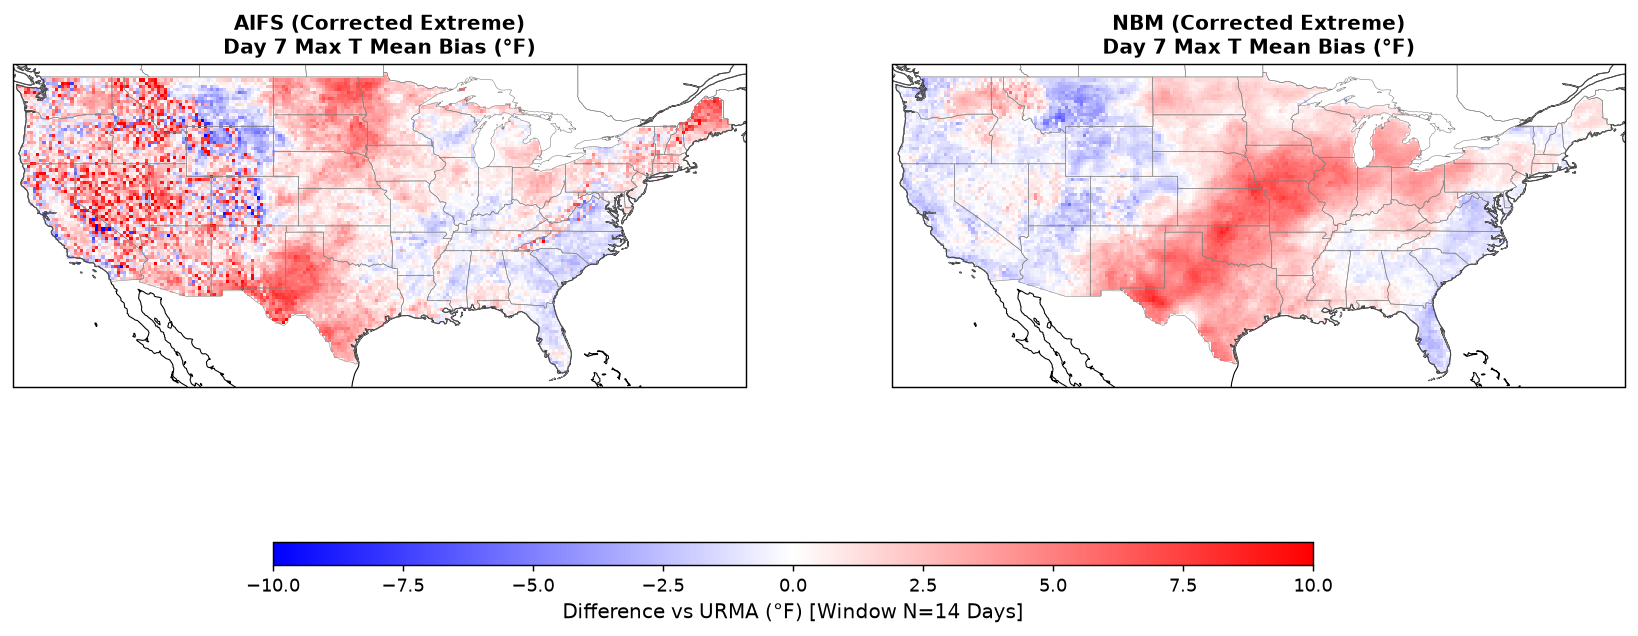 AIFS (Corrected Extreme)
Day 7 Max T Mean Bias (°F)
NBM (Corrected Extreme)
Day 7 Max T Mean Bias (°F)
−10.0 −7.5 −5.0 −2.5 0.0 2.5 5.0 7.5 10.0
Difference vs URMA (°F) [Window N=14 Days]